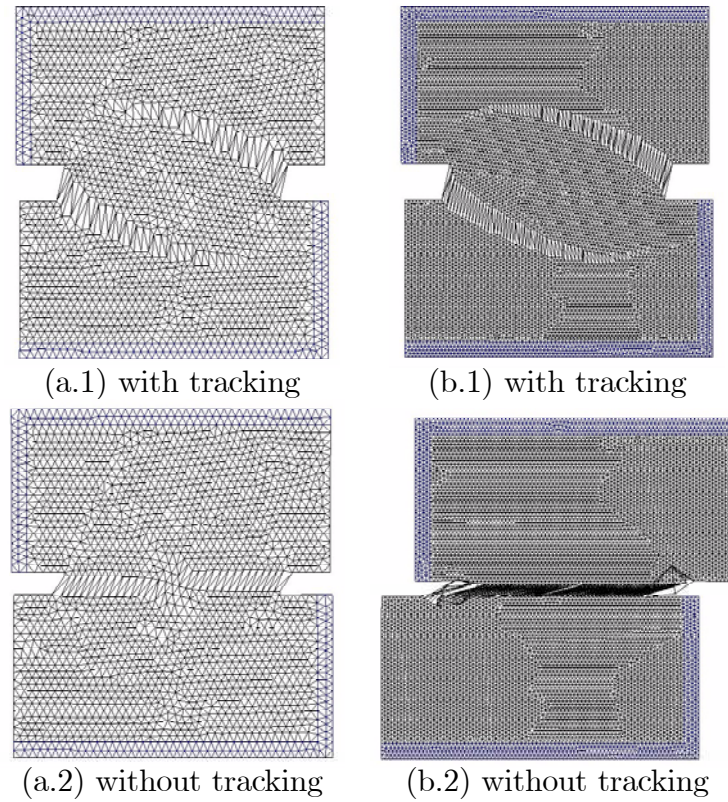 (a.1) with tracking
(b.1) with tracking
(a.2) without tracking
(b.2) without tracking